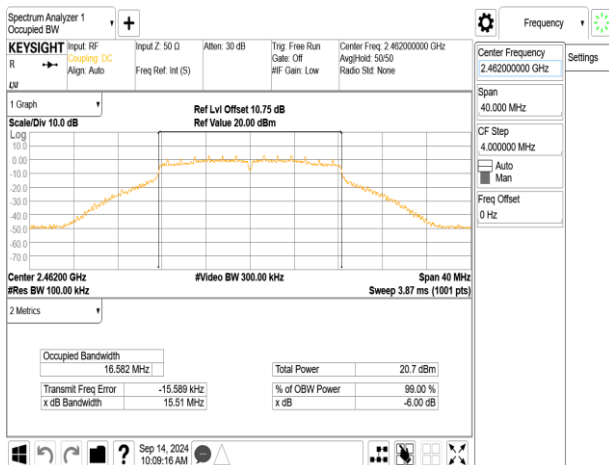 Spectrum Analyzer 1
Occupied BW
+
Frequency
KEYSIGHT
R
LXI
Input: RF
Coupling: DC
Align: Auto
Input Z: 50 Ω
Freq Ref: Int (S)
Atten: 30 dB
Trig: Free Run
Gate: Off
#IF Gain: Low
Center Freq: 2.462000000 GHz
Avg|Hold: 50/50
Radio Std: None
Center Frequency
2.462000000 GHz
Settings
Span
40.000 MHz
CF Step
4.000000 MHz
Auto
Man
Freq Offset
0 Hz
1 Graph
Scale/Div 10.0 dB
Ref Lvl Offset 10.75 dB
Ref Value 20.00 dBm
Log
10.0
0.00
-10.0
-20.0
-30.0
-40.0
-50.0
-60.0
-70.0
Center 2.46200 GHz
#Res BW 100.00 kHz
#Video BW 300.00 kHz
Span 40 MHz
Sweep 3.87 ms (1001 pts)
2 Metrics
Occupied Bandwidth
16.582 MHz
Transmit Freq Error -15.589 kHz
x dB Bandwidth 15.51 MHz
Total Power 20.7 dBm
% of OBW Power 99.00 %
x dB -6.00 dB
?
Sep 14, 2024
10:09:16 AM